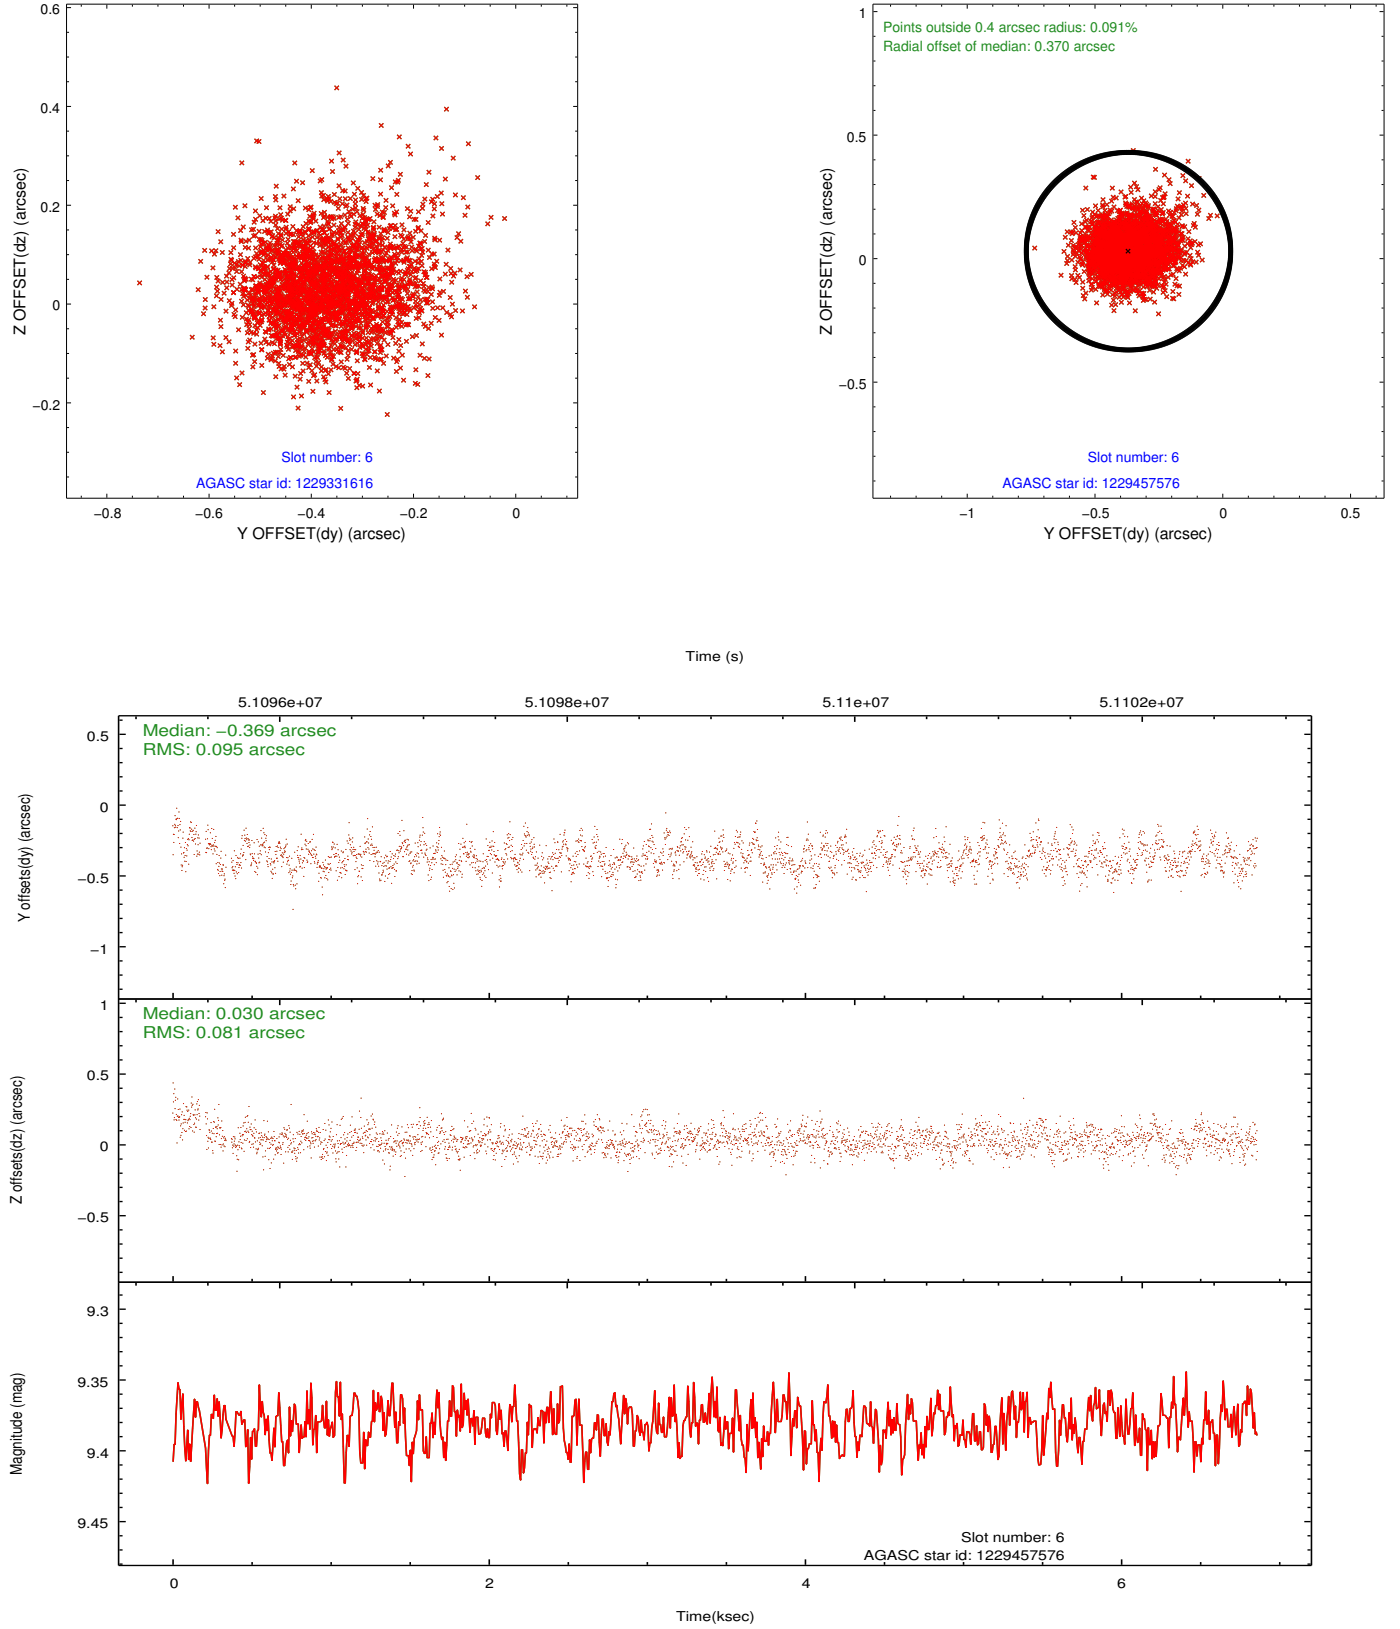 0.6
0.4
0.2
0
−0.2
Z OFFSET(dz) (arcsec)
Slot number: 6
AGASC star id: 1229331616
−0.8
−0.6
−0.4
−0.2
0
Y OFFSET(dy) (arcsec)
Points outside 0.4 arcsec radius: 0.091%
Radial offset of median: 0.370 arcsec
1
0.5
0
−0.5
Z OFFSET(dz) (arcsec)
Slot number: 6
AGASC star id: 1229457576
−1
−0.5
0
0.5
Y OFFSET(dy) (arcsec)
Time (s)
5.1096e+07
5.1098e+07
5.11e+07
5.1102e+07
Median: −0.369 arcsec
RMS: 0.095 arcsec
0.5
0
−0.5
−1
Y offsets(dy) (arcsec)
Median: 0.030 arcsec
RMS: 0.081 arcsec
1
0.5
0
−0.5
Z offsets(dz) (arcsec)
9.3
9.35
9.4
9.45
Magnitude (mag)
Slot number: 6
AGASC star id: 1229457576
0
2
4
6
Time(ksec)